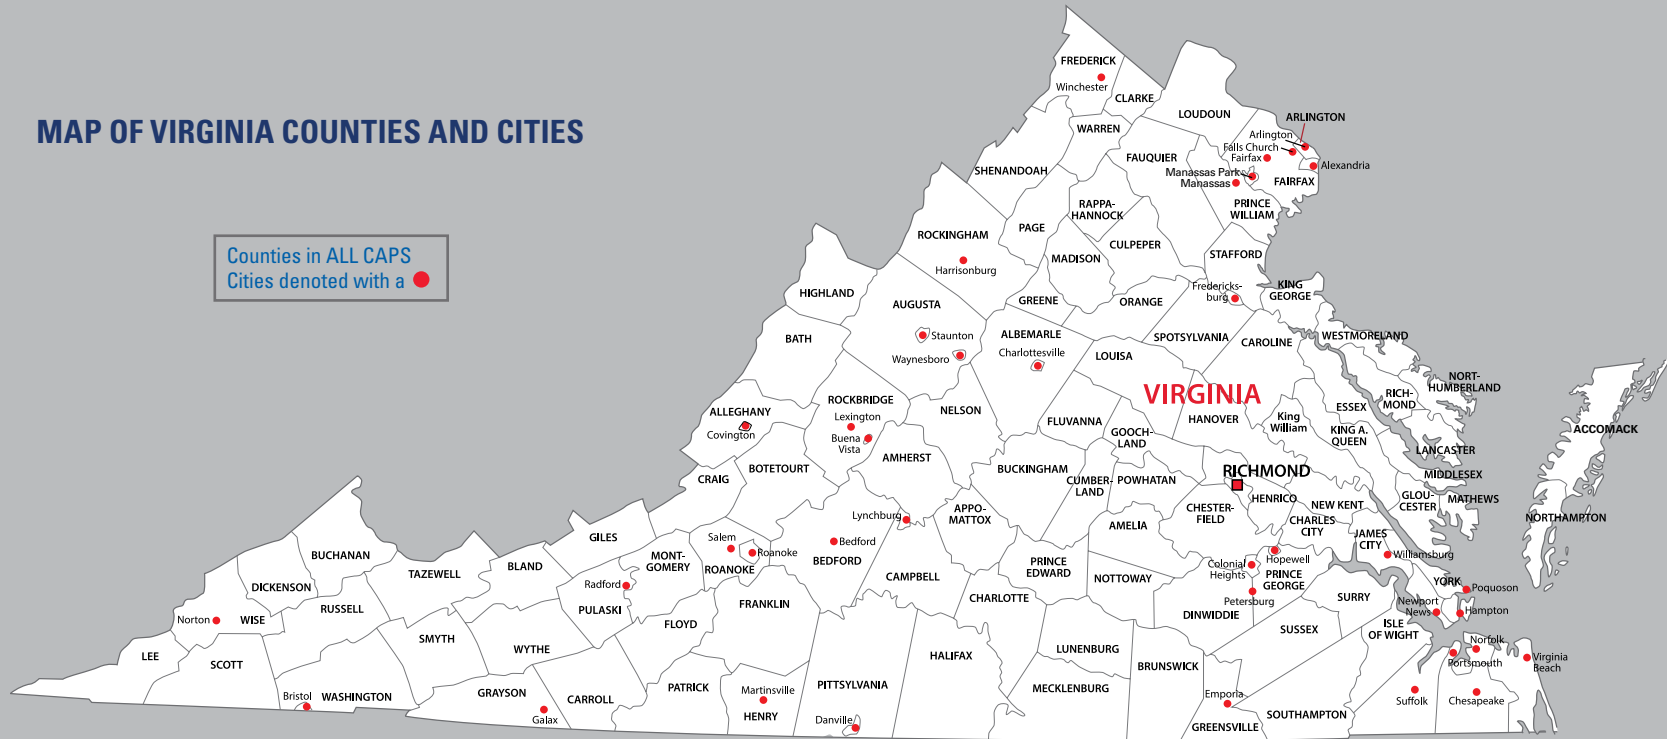 MAP OF VIRGINIA COUNTIES AND CITIES
Counties in ALL CAPS
Cities denoted with a
FREDERICK
Winchester
CLARKE
LOUDOUN
ARLINGTON
Arlington
Falls Church
Fairfax
Alexandria
WARREN
FAUQUIER
Manassas Park
Manassas
FAIRFAX
SHENANDOAH
RAPPA-
HANNOCK
PRINCE
WILLIAM
PAGE
CULPEPER
ROCKINGHAM
Harrisonburg
MADISON
STAFFORD
HIGHLAND
AUGUSTA
GREENE
ORANGE
Fredericks-
burg
KING
GEORGE
BATH
Staunton
Waynesboro
ALBEMARLE
Charlottesville
LOUISA
SPOTSYLVANIA
CAROLINE
WESTMORELAND
VIRGINIA
NORT-
HUMBERLAND
RICH-
MOND
ESSEX
ALLEGHANY
Covington
ROCKBRIDGE
Lexington
Buena
Vista
NELSON
FLUVANNA
GOOCH-
LAND
HANOVER
King
William
KING A.
QUEEN
LANCASTER
ACCOMACK
BOTETOURT
AMHERST
BUCKINGHAM
CUMBER-
LAND
POWHATAN
RICHMOND
MIDDLESEX
CRAIG
HENRICO
NEW KENT
GLOU-
CESTER
MATHEWS
Lynchburg
APPO-
MATTOX
AMELIA
CHESTER-
FIELD
CHARLES
CITY
JAMES
CITY
Williamsburg
NORTHAMPTON
GILES
MONT-
GOMERY
Salem
Roanoke
ROANOKE
Bedford
BEDFORD
CAMPBELL
PRINCE
EDWARD
NOTTOWAY
Colonial
Heights
Hopewell
PRINCE
GEORGE
Petersburg
BUCHANAN
DICKENSON
TAZEWELL
BLAND
Radford
PULASKI
FRANKLIN
CHARLOTTE
DINWIDDIE
SURRY
YORK
Poquoson
Newport
News
Hampton
Norton
WISE
RUSSELL
SMYTH
WYTHE
FLOYD
SUSSEX
ISLE
OF WIGHT
Norfolk
Portsmouth
Virginia
Beach
LEE
SCOTT
HALIFAX
LUNENBURG
BRUNSWICK
Bristol
WASHINGTON
GRAYSON
Galax
CARROLL
PATRICK
Martinsville
HENRY
PITTSYLVANIA
Danville
MECKLENBURG
Emporia
GREENSVILLE
SOUTHAMPTON
Suffolk
Chesapeake